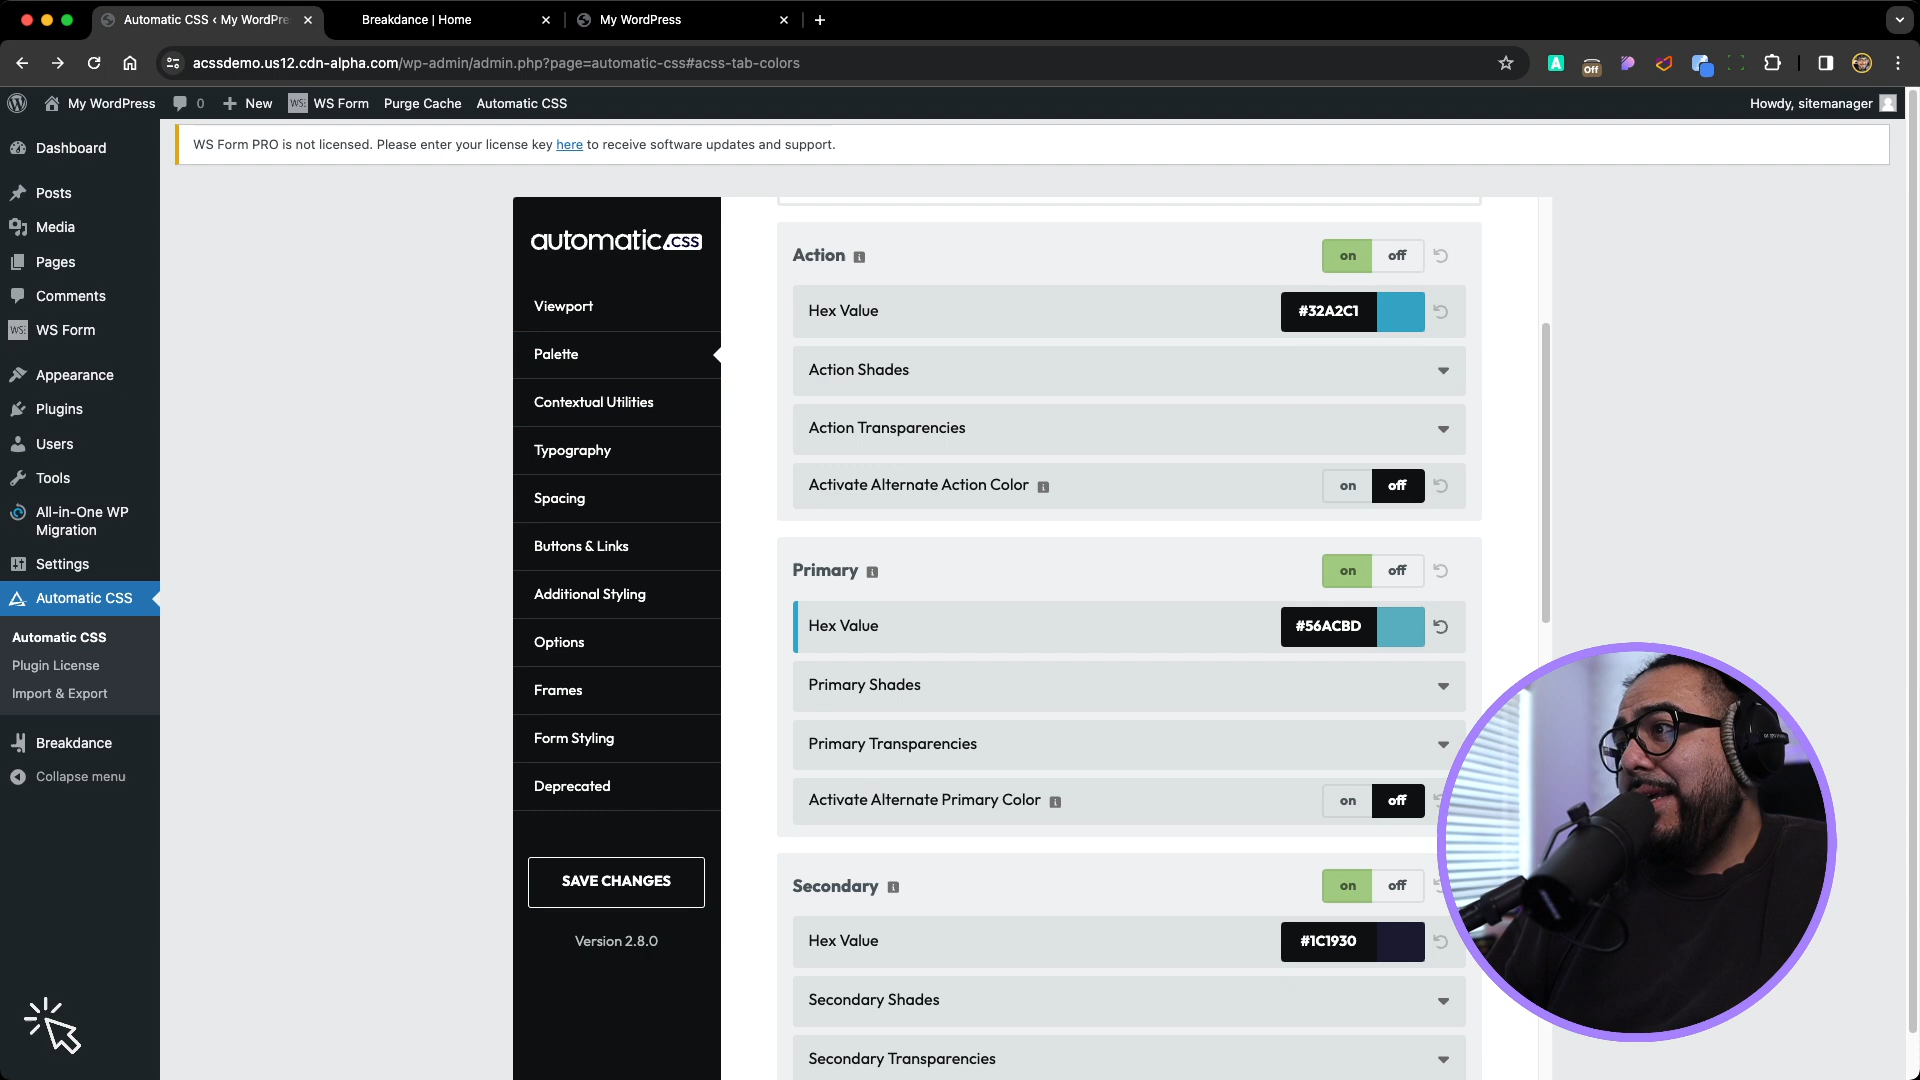 Automatic CSS ‹ My WordPre
Breakdance | Home
My WordPress
acssdemo.us12.cdn-alpha.com/wp-admin/admin.php?page=automatic-css#acss-tab-colors
A
Off
My WordPress
0
New
WS: WS Form
Purge Cache
Automatic CSS
Howdy, sitemanager
WS Form PRO is not licensed. Please enter your license key here to receive software updates and support.
Dashboard
Posts
Media
Pages
Comments
WS: WS Form
Appearance
Plugins
Users
Tools
All-in-One WP
Migration
Settings
Automatic CSS
Automatic CSS
Plugin License
Import & Export
Breakdance
Collapse menu
automatic.css
Viewport
Palette
Contextual Utilities
Typography
Spacing
Buttons & Links
Additional Styling
Options
Frames
Form Styling
Deprecated
SAVE CHANGES
Version 2.8.0
Action
on off
Hex Value
#32A2C1
Action Shades
Action Transparencies
Activate Alternate Action Color
on off
Primary
on off
Hex Value
#56ACBD
Primary Shades
Primary Transparencies
Activate Alternate Primary Color
on off
Secondary
on off
Hex Value
#1C1930
Secondary Shades
Secondary Transparencies